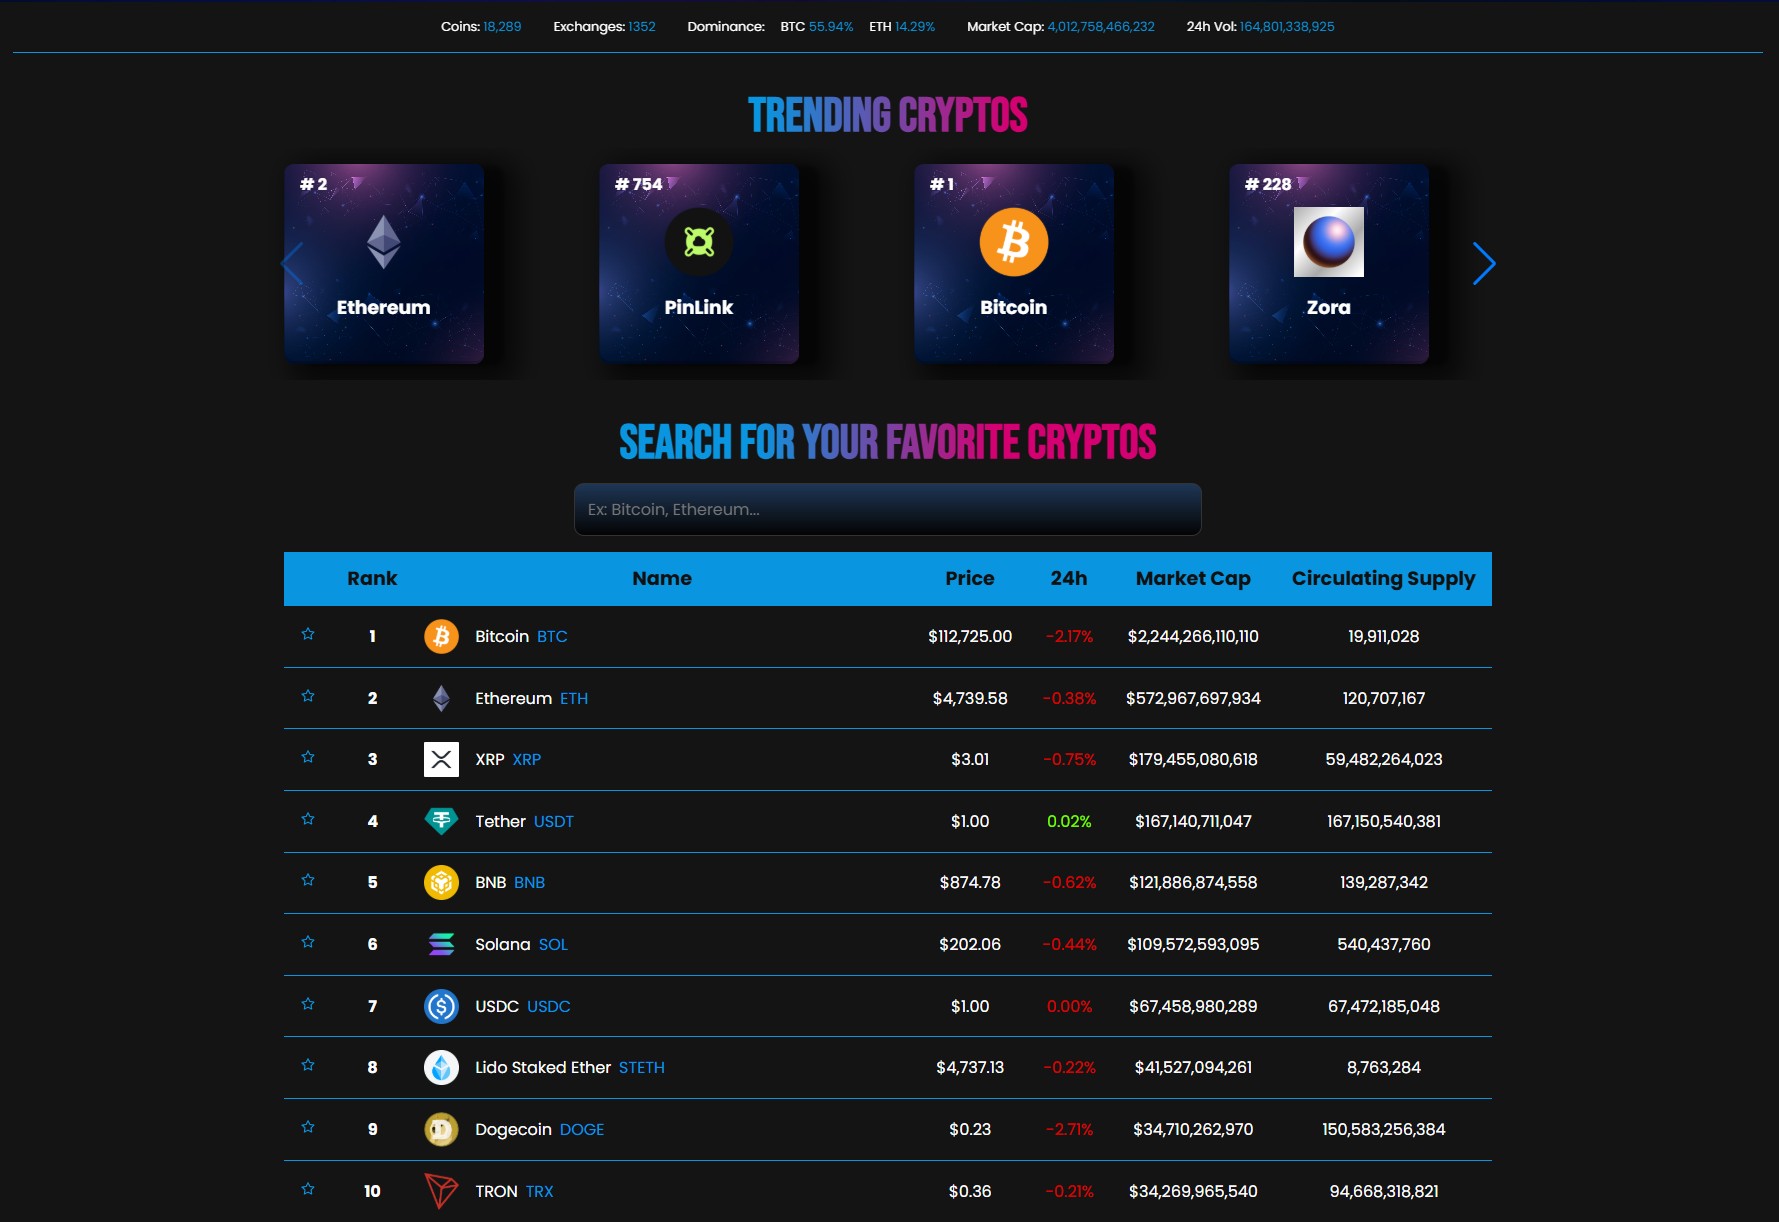 Coins: 18,289 Exchanges: 1352 Dominance: BTC 55.94% ETH 14.29% Market Cap: 4,012,758,466,232 24h Vol: 164,801,338,925
TRENDING CRYPTOS
# 2 # 754 # 1 # 228
Ethereum PinLink Bitcoin Zora
SEARCH FOR YOUR FAVORITE CRYPTOS
Ex: Bitcoin, Ethereum...
Rank Name Price 24h Market Cap Circulating Supply
1 Bitcoin BTC $112,725.00 -2.17% $2,244,266,110,110 19,911,028
2 Ethereum ETH $4,739.58 -0.38% $572,967,697,934 120,707,167
3 XRP XRP $3.01 -0.75% $179,455,080,618 59,482,264,023
4 Tether USDT $1.00 0.02% $167,140,711,047 167,150,540,381
5 BNB BNB $874.78 -0.62% $121,886,874,558 139,287,342
6 Solana SOL $202.06 -0.44% $109,572,593,095 540,437,760
7 USDC USDC $1.00 0.00% $67,458,980,289 67,472,185,048
8 Lido Staked Ether STETH $4,737.13 -0.22% $41,527,094,261 8,763,284
9 Dogecoin DOGE $0.23 -2.71% $34,710,262,970 150,583,256,384
10 TRON TRX $0.36 -0.21% $34,269,965,540 94,668,318,821